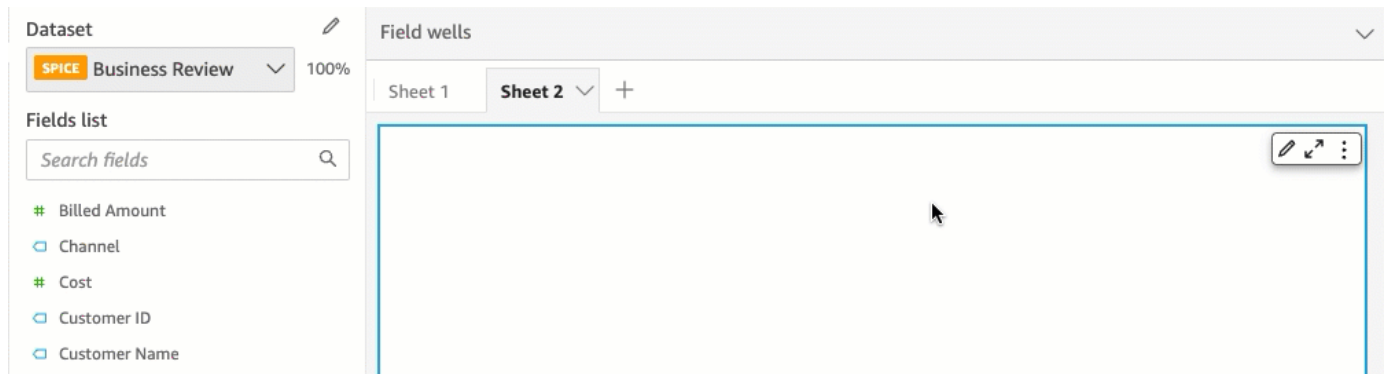 Dataset
SPICE Business Review 100%
Fields list
Search fields
Billed Amount
Channel
Cost
Customer ID
Customer Name
Field wells
Sheet 1 Sheet 2